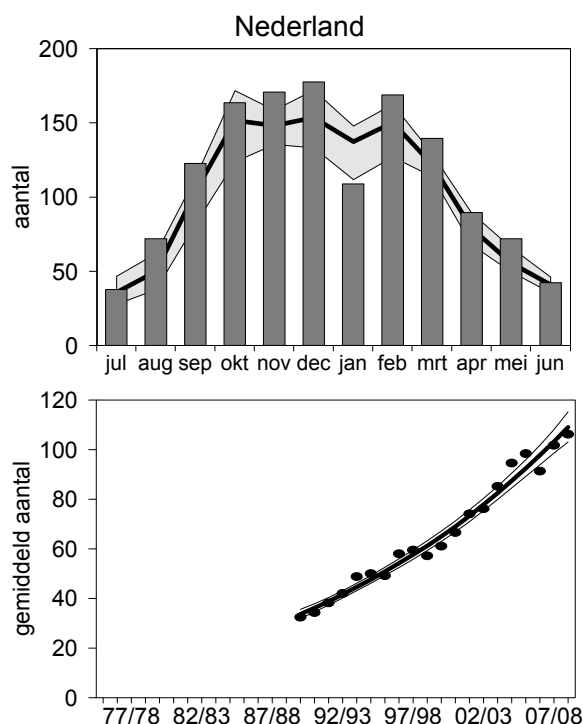 Nederland
200
150
100
50
0
aantal
jul aug sep okt nov dec jan feb mrt apr mei jun
120
100
80
60
40
20
0
gemiddeld aantal
77/78 82/83 87/88 92/93 97/98 02/03 07/08